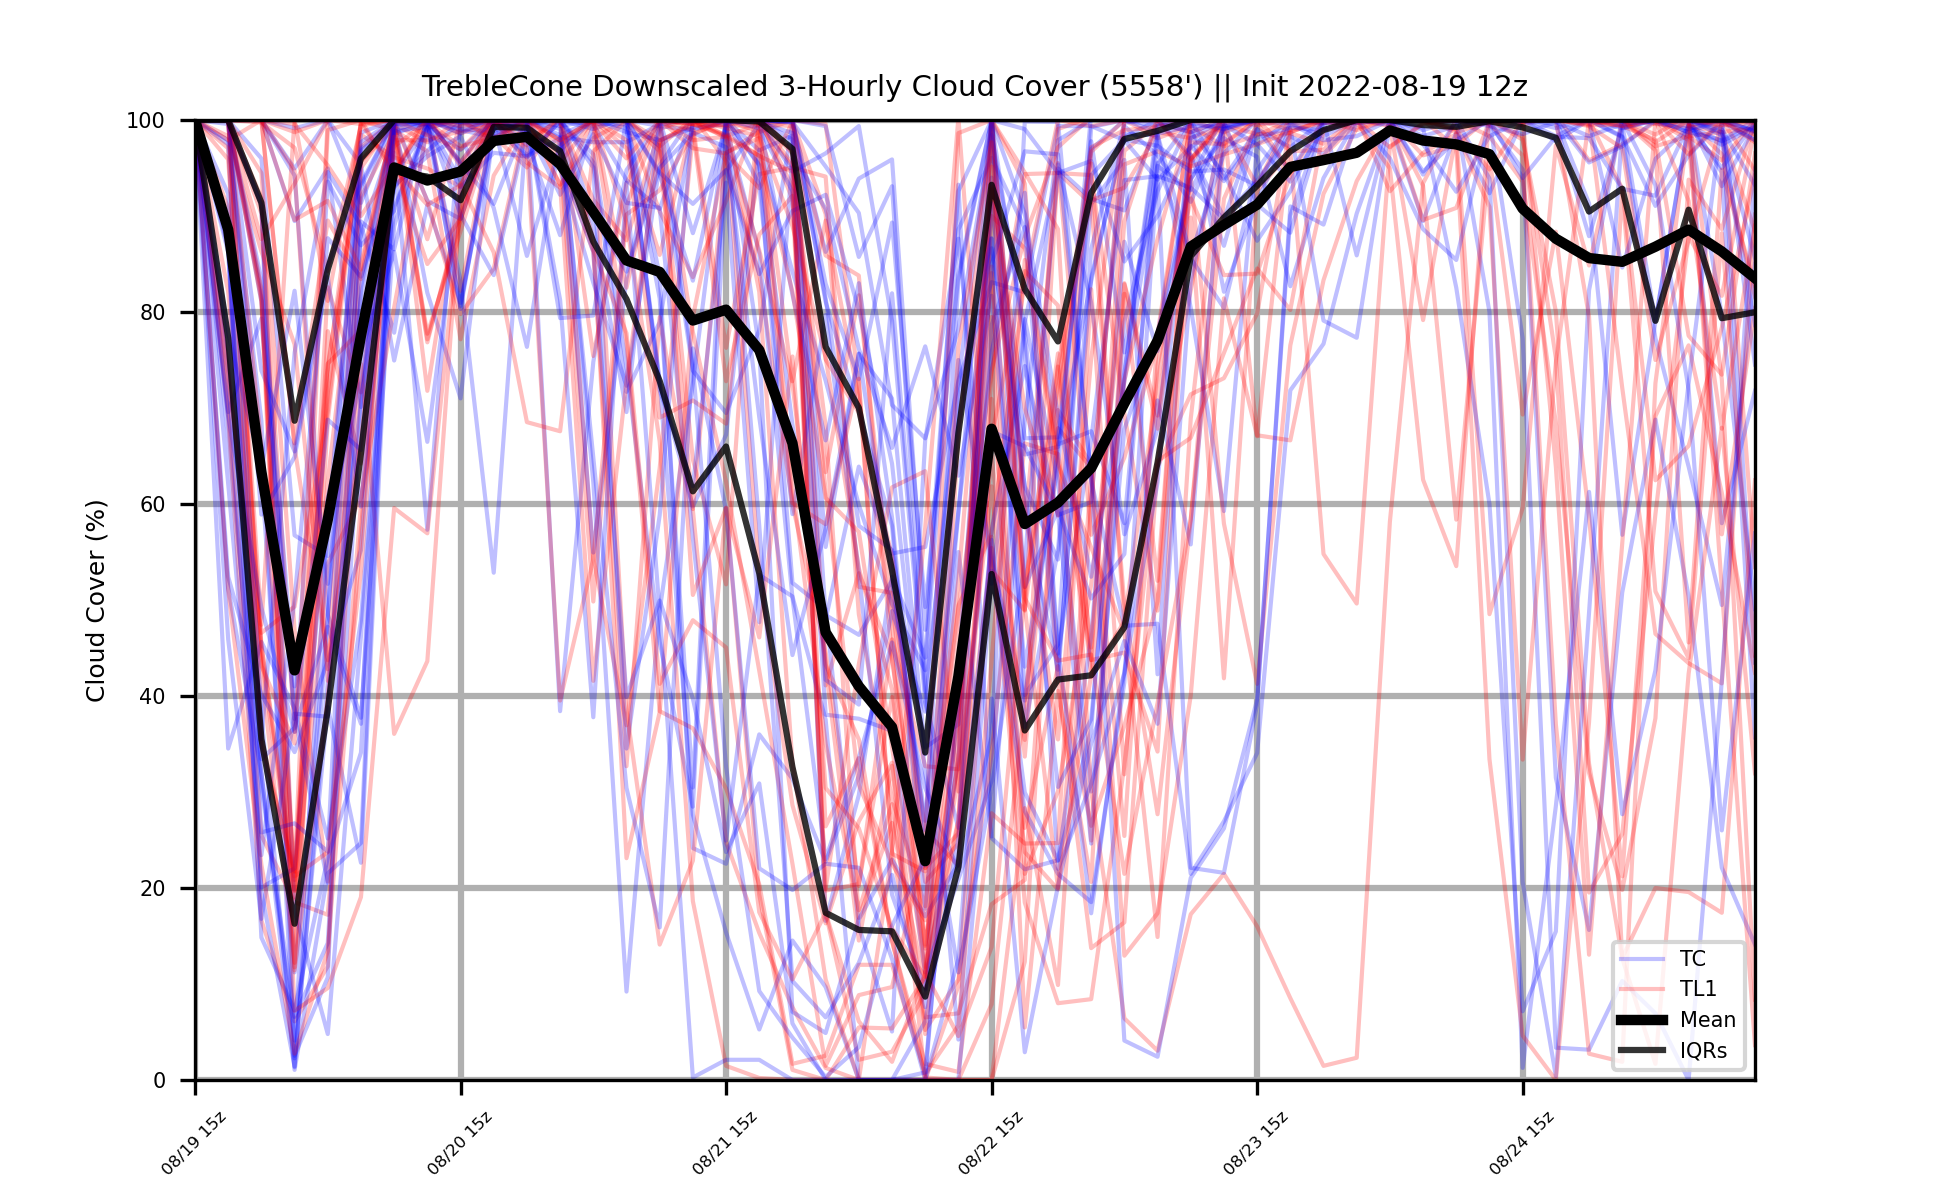 TrebleCone Downscaled 3-Hourly Cloud Cover (5558') || Init 2022-08-19 12z
Cloud Cover (%)
100
80
60
40
20
0
08/19 15z
08/20 15z
08/21 15z
08/22 15z
08/23 15z
08/24 15z
TC
TL1
Mean
IQRs